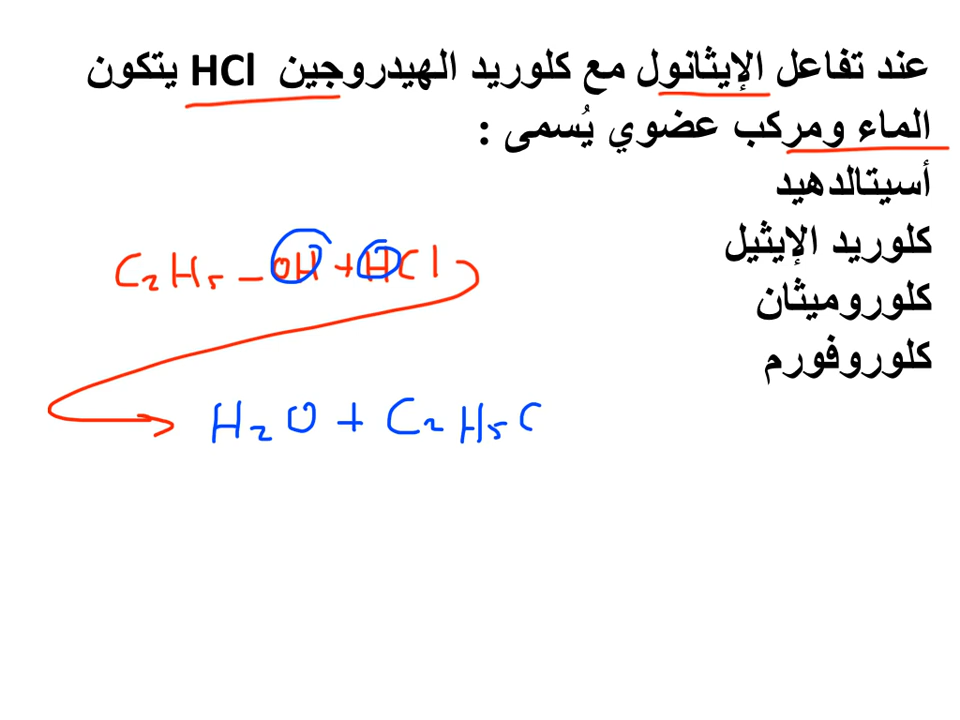 عند تفاعل الإيثانول مع كلوريد الهيدروجين HCl يتكون
الماء ومركب عضوي يُسمى :
أسيتالدهيد
كلوريد الإيثيل
كلوروميثان
كلوروفورم
C₂H₅ – OH + HCl
H₂O + C₂H₅C